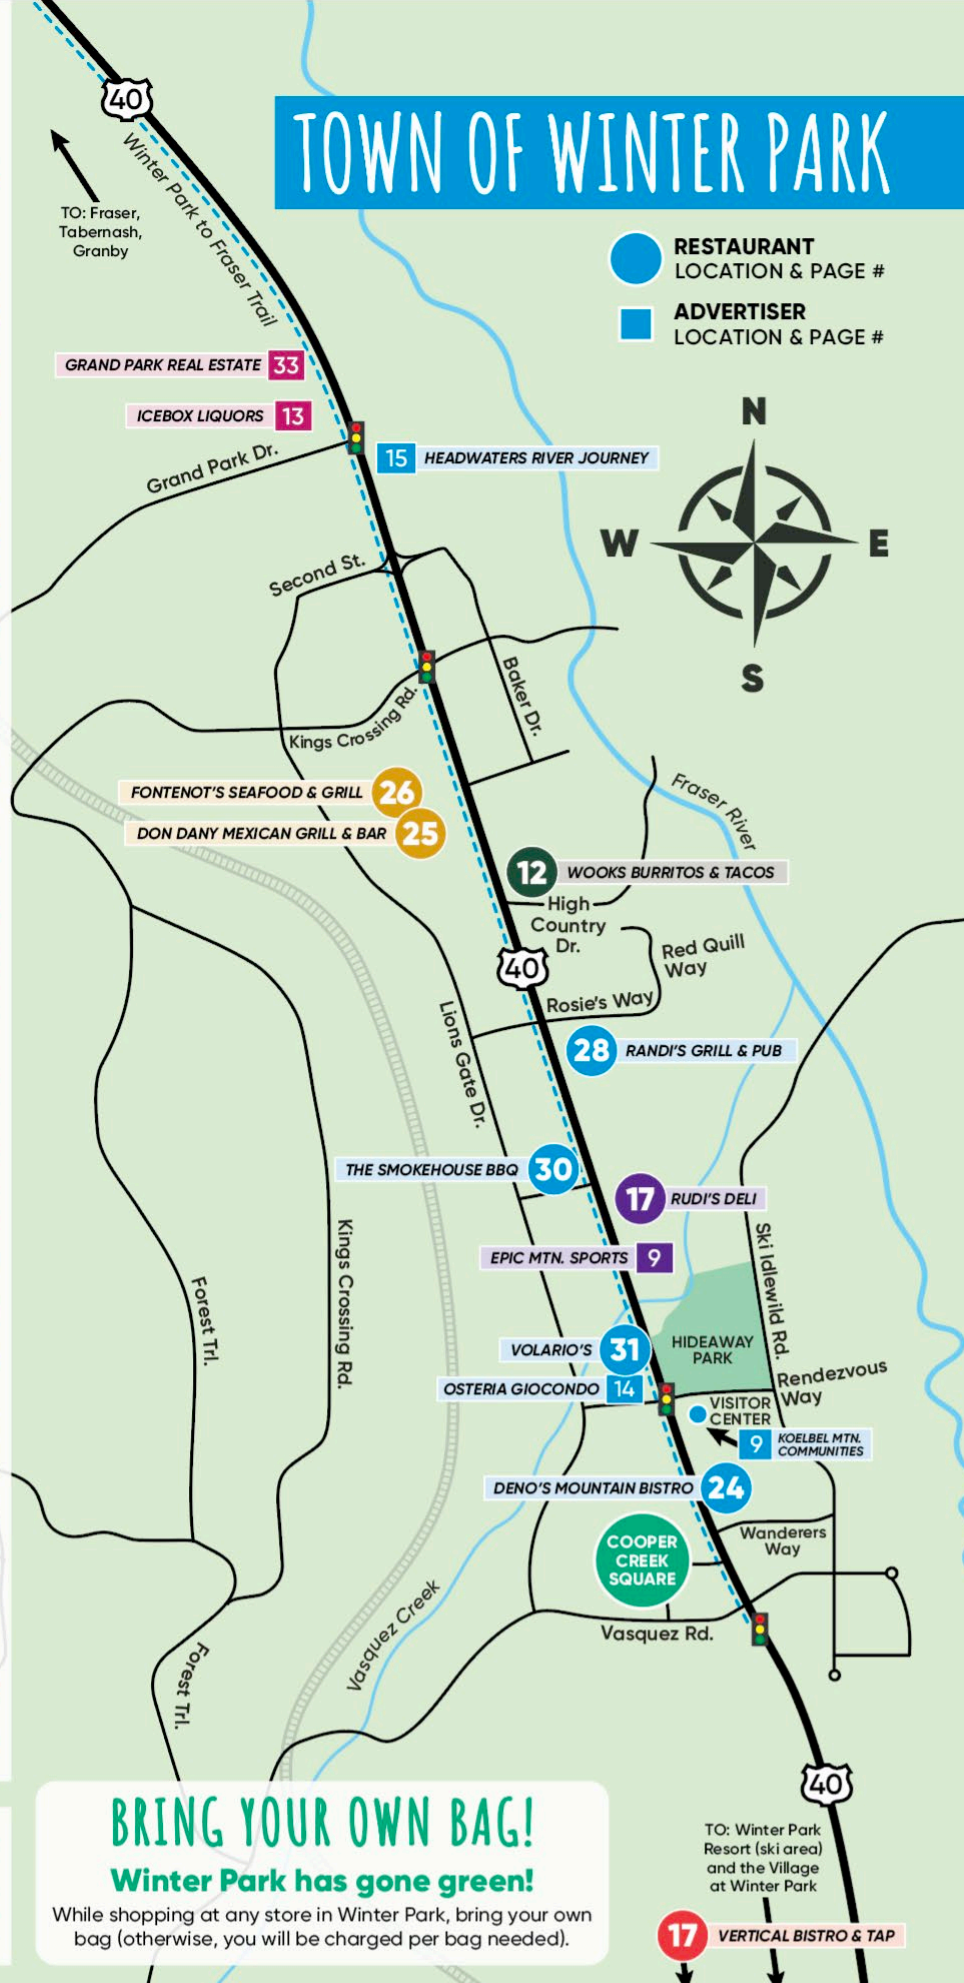 40
TOWN OF WINTER PARK
Winter Park to Fraser Trail
TO: Fraser,
Tabernash,
Granby
RESTAURANT
LOCATION & PAGE #
ADVERTISER
LOCATION & PAGE #
GRAND PARK REAL ESTATE 33
ICEBOX LIQUORS 13
N
W
E
S
15 HEADWATERS RIVER JOURNEY
Grand Park Dr.
Second St.
Baker Dr.
Kings Crossing Rd.
FONTENOT'S SEAFOOD & GRILL 26
DON DANY MEXICAN GRILL & BAR 25
Fraser River
12 WOOKS BURRITOS & TACOS
High
Country
Dr.
Red Quill
Way
40
Rosie's Way
Lions Gate Dr.
28 RANDI'S GRILL & PUB
THE SMOKEHOUSE BBQ 30
17 RUDI'S DELI
EPIC MTN. SPORTS 9
Ski Idlewild Rd.
Kings Crossing Rd.
Forest Trl.
VOLARIO'S 31
HIDEAWAY
PARK
OSTERIA GIOCONDO 14
Rendezvous
Way
VISITOR
CENTER
9 KOELBEL MTN.
COMMUNITIES
DENO'S MOUNTAIN BISTRO 24
Wanderers
Way
COOPER
CREEK
SQUARE
Vasquez Creek
Vasquez Rd.
Forest Trl.
40
BRING YOUR OWN BAG!
Winter Park has gone green!
While shopping at any store in Winter Park, bring your own
bag (otherwise, you will be charged per bag needed).
TO: Winter Park
Resort (ski area)
and the Village
at Winter Park
17 VERTICAL BISTRO & TAP